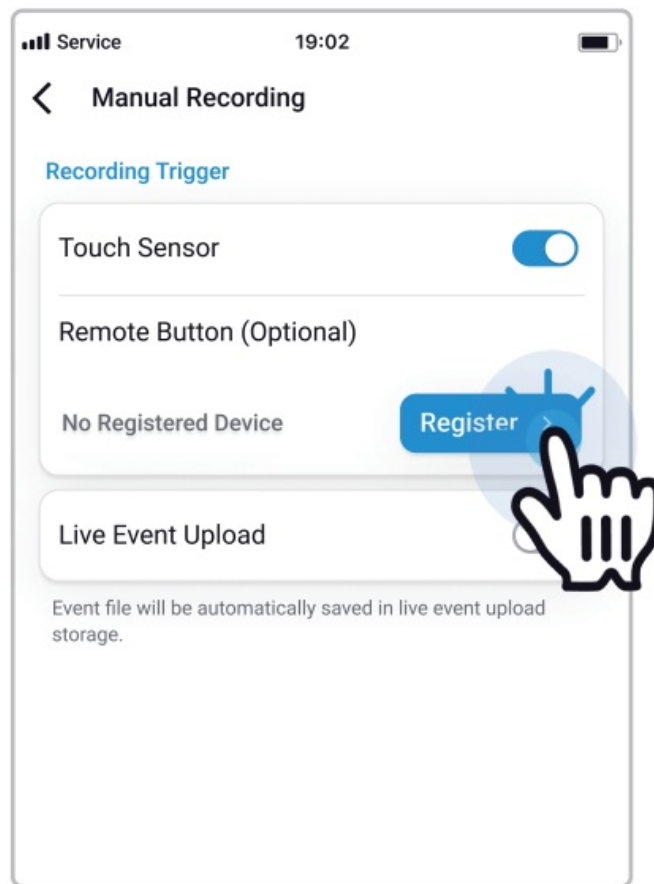 Service 19:02
Manual Recording
Recording Trigger
Touch Sensor
Remote Button (Optional)
No Registered Device Register >
Live Event Upload
Event file will be automatically saved in live event upload
storage.